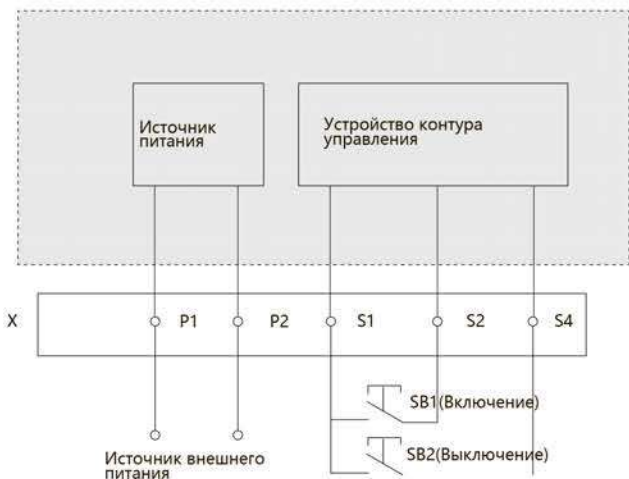 Источник
питания
Устройство контура
управления
X
P1
P2
S1
S2
S4
SB1(Включение)
SB2(Выключение)
Источник внешнего
питания